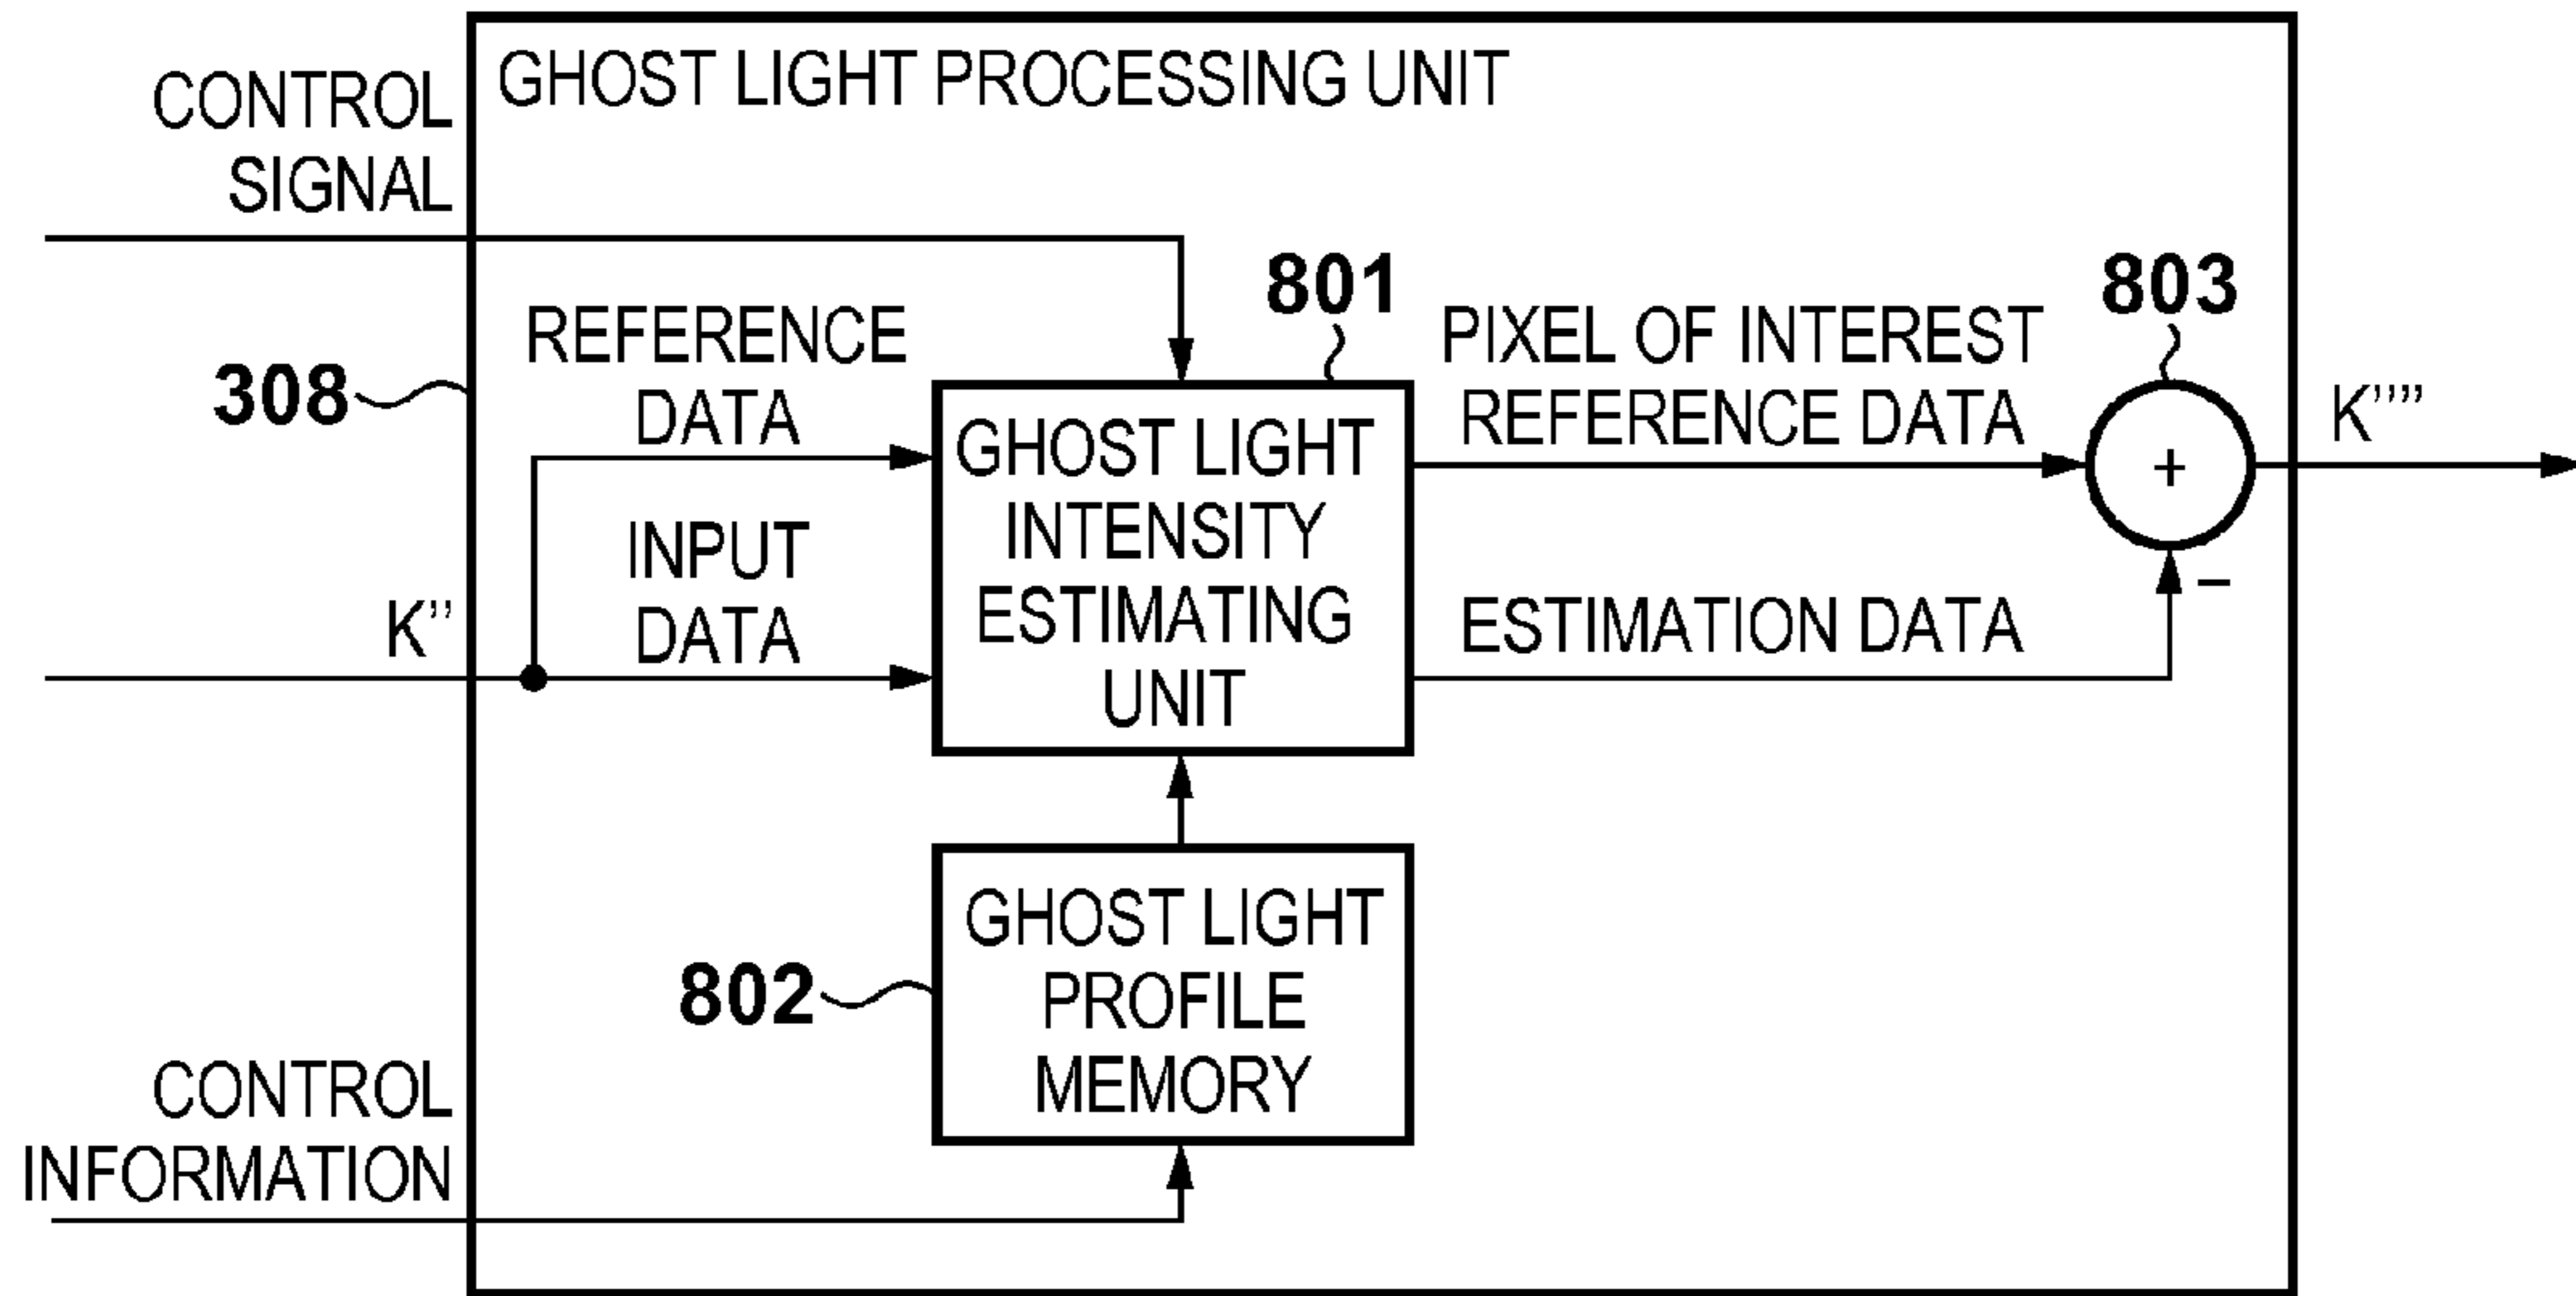 GHOST LIGHT PROCESSING UNIT
CONTROL
SIGNAL
308
REFERENCE
DATA
INPUT
DATA
K''
801
GHOST LIGHT
INTENSITY
ESTIMATING
UNIT
PIXEL OF INTEREST
REFERENCE DATA
ESTIMATION DATA
803
+
−
K''''
802
GHOST LIGHT
PROFILE
MEMORY
CONTROL
INFORMATION